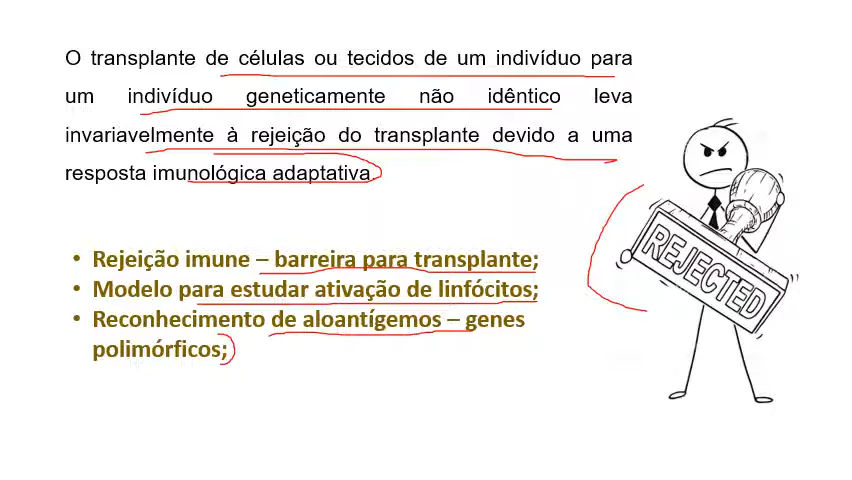 O transplante de células ou tecidos de um indivíduo para
um indivíduo geneticamente não idêntico leva
invariavelmente à rejeição do transplante devido a uma
resposta imunológica adaptativa.
• Rejeição imune – barreira para transplante;
• Modelo para estudar ativação de linfócitos;
• Reconhecimento de aloantígemos – genes
polimórficos;
REJECTED